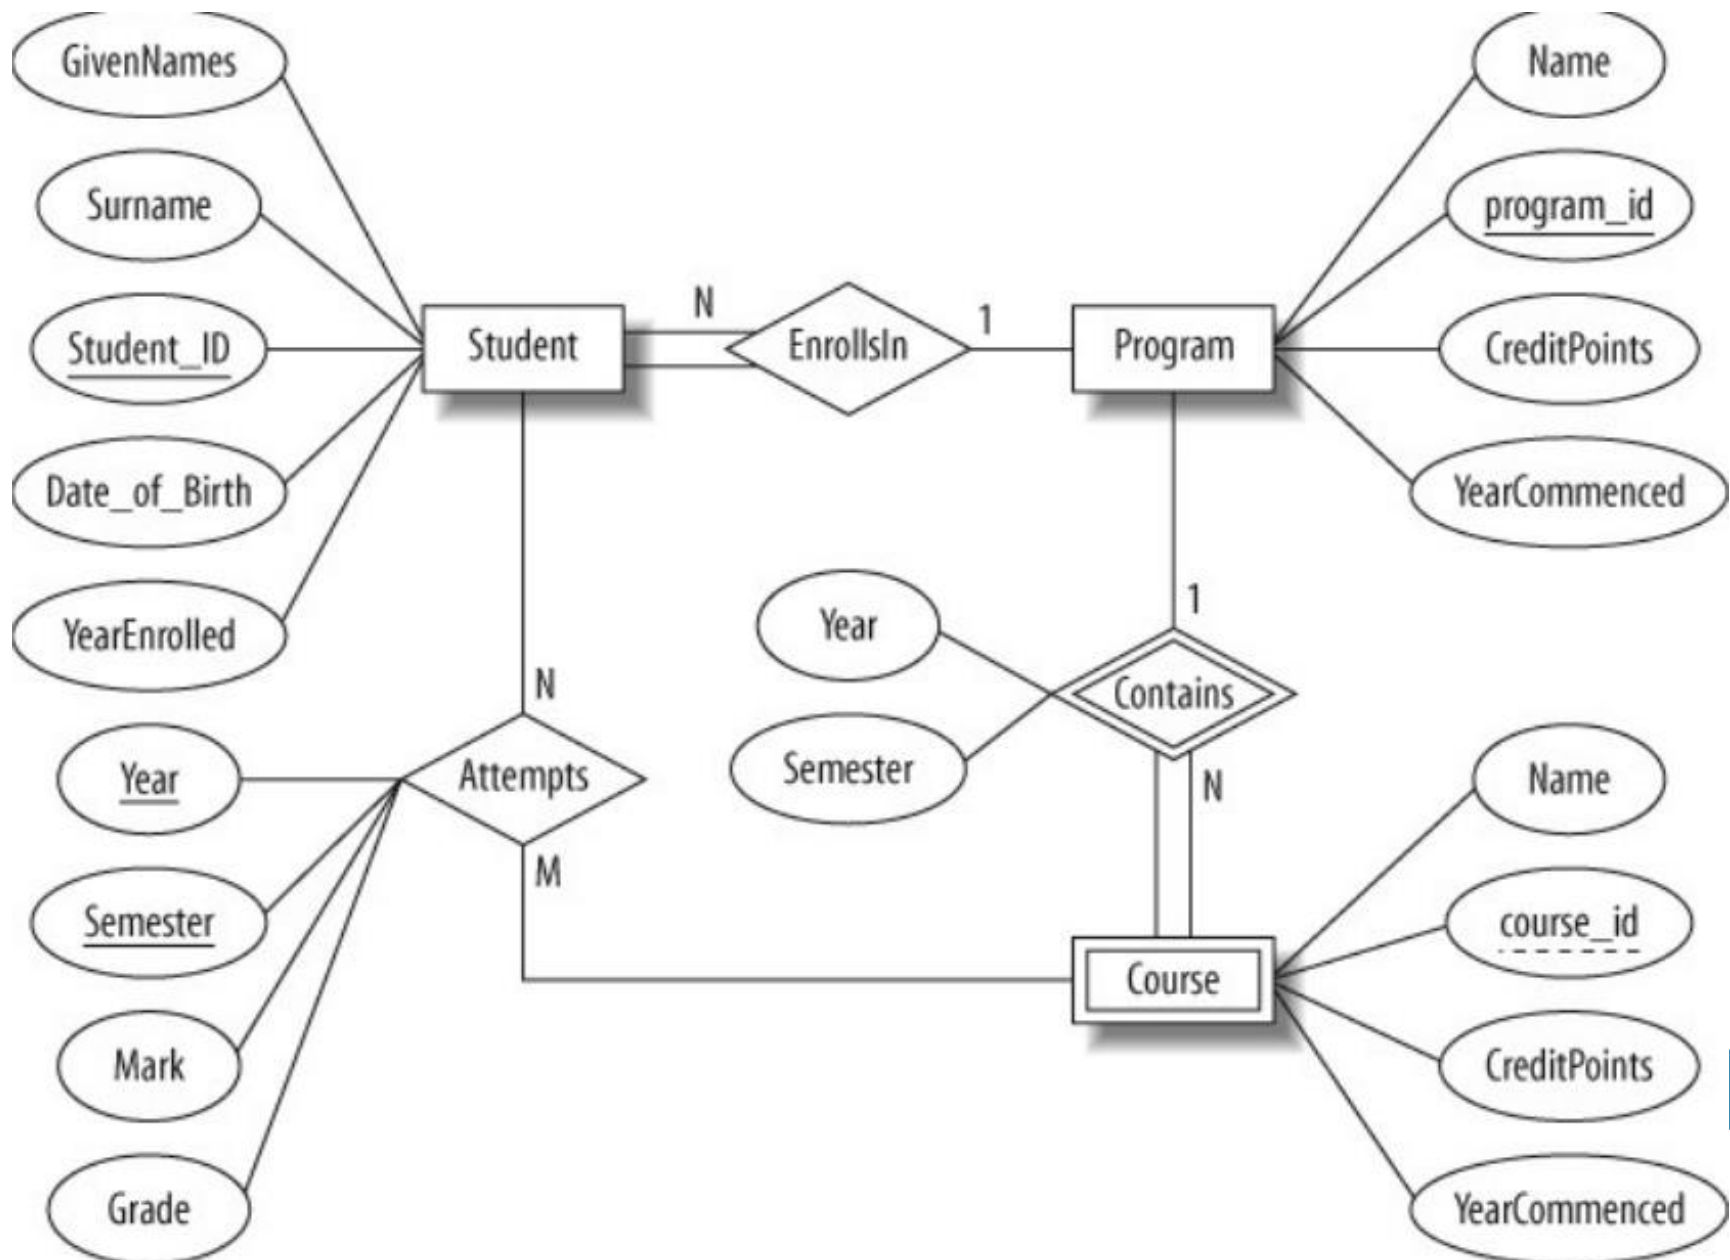 GivenNames
Surname
Student_ID
Date_of_Birth
YearEnrolled
Student
N
EnrollsIn
1
Program
Name
program_id
CreditPoints
YearCommenced
1
Year
Semester
Contains
N
N
Attempts
M
Year
Semester
Mark
Grade
Course
Name
course_id
CreditPoints
YearCommenced